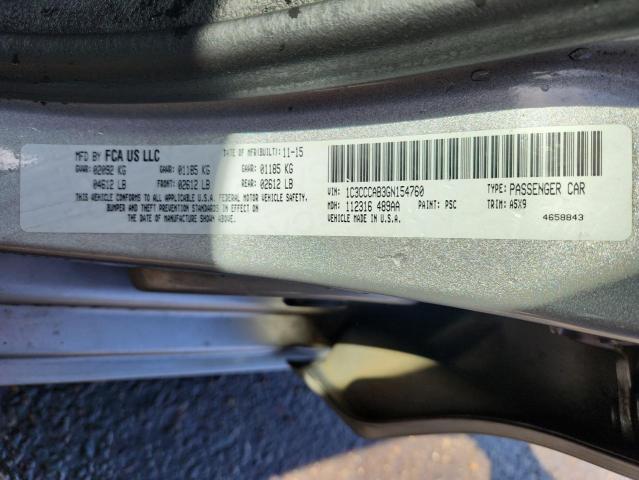 MFD BY FCA US LLC DATE OF MFR(BUILT): 11-15
GVWR: 02092 KG GAWR: 01185 KG GAWR: 01185 KG
04612 LB FRONT: 02612 LB REAR: 02612 LB
THIS VEHICLE CONFORMS TO ALL APPLICABLE U.S.A. FEDERAL MOTOR VEHICLE SAFETY,
BUMPER AND THEFT PREVENTION STANDARDS IN EFFECT ON
THE DATE OF MANUFACTURE SHOWN ABOVE.
VIN: 1C3CCCAB3GN154760 TYPE: PASSENGER CAR
MDH: 112316 489AA PAINT: PSC TRIM: A5X9
VEHICLE MADE IN U.S.A. 4658843